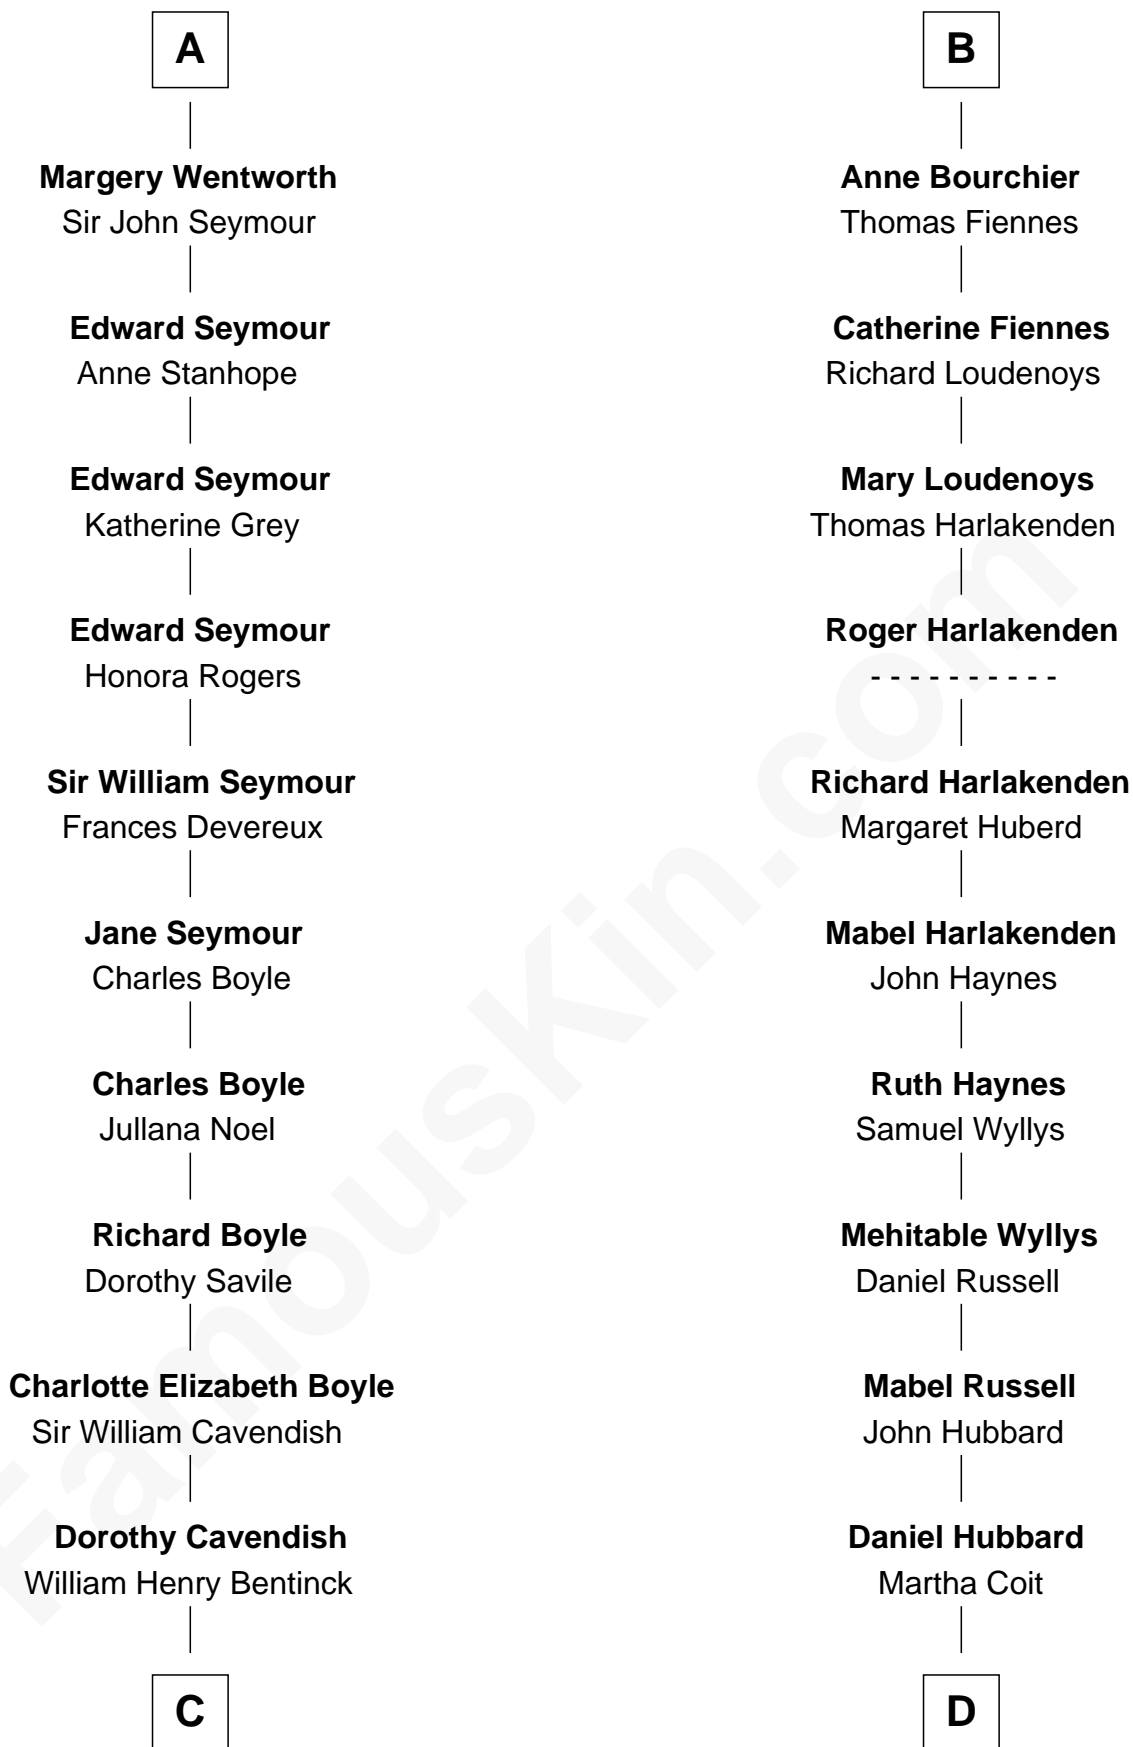 A
Margery Wentworth
Sir John Seymour
Edward Seymour
Anne Stanhope
Edward Seymour
Katherine Grey
Edward Seymour
Honora Rogers
Sir William Seymour
Frances Devereux
Jane Seymour
Charles Boyle
Charles Boyle
Jullana Noel
Richard Boyle
Dorothy Savile
Charlotte Elizabeth Boyle
Sir William Cavendish
Dorothy Cavendish
William Henry Bentinck
C
B
Anne Bourchier
Thomas Fiennes
Catherine Fiennes
Richard Loudenoys
Mary Loudenoys
Thomas Harlakenden
Roger Harlakenden
- - - - - - - - - -
Richard Harlakenden
Margaret Huberd
Mabel Harlakenden
John Haynes
Ruth Haynes
Samuel Wyllys
Mehitable Wyllys
Daniel Russell
Mabel Russell
John Hubbard
Daniel Hubbard
Martha Coit
D
FamousKin.com